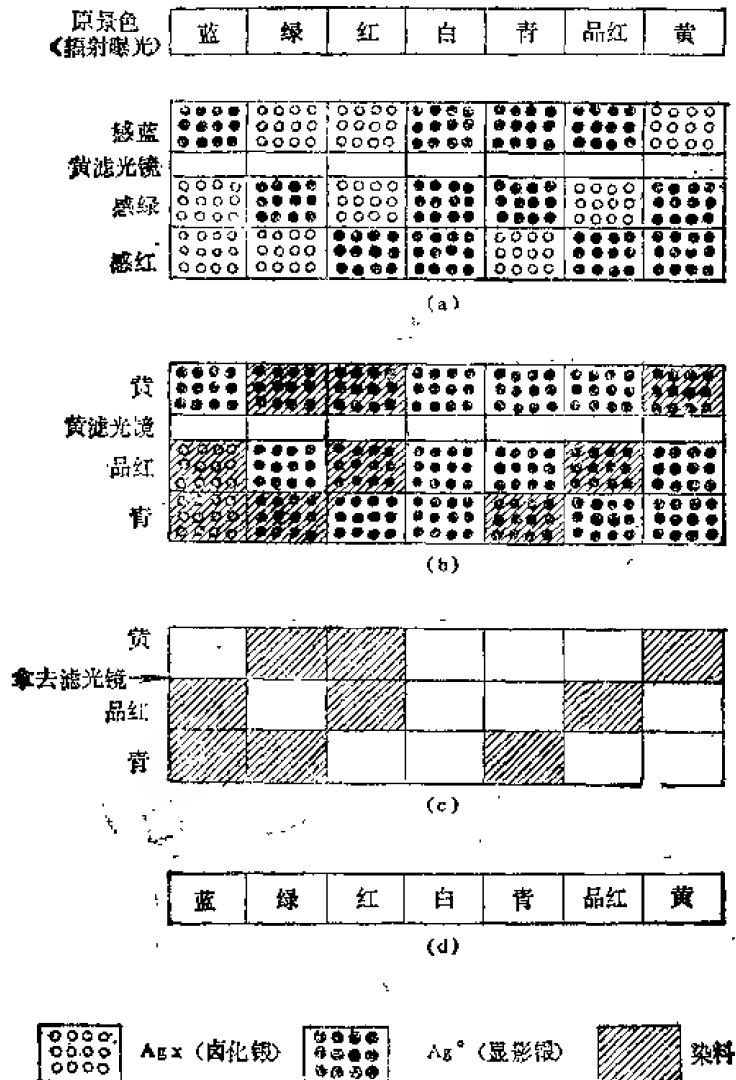 原景色
(辐射曝光) 蓝 绿 红 白 青 品红 黄
感蓝
黄滤光镜
感绿
感红
(a)
黄
黄滤光镜
品红
青
(b)
黄
拿去滤光镜
品红
青
(c)
蓝 绿 红 白 青 品红 黄
(d)
Agx (卤化银) Ag° (显影银) 染料